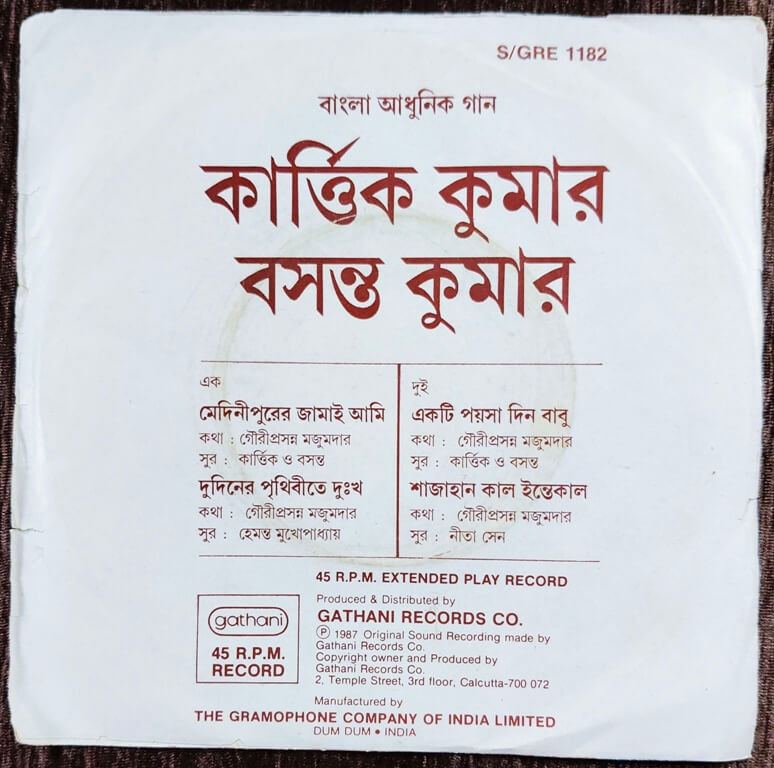 S/GRE 1182
বাংলা আধুনিক গান
কার্ত্তিক কুমার
বসন্ত কুমার
এক
মেদিনীপুরের জামাই আমি
কথা : গৌরীপ্রসন্ন মজুমদার
সুর : কার্ত্তিক ও বসন্ত
দুদিনের পৃথিবীতে দুঃখ
কথা : গৌরীপ্রসন্ন মজুমদার
সুর : হেমন্ত মুখোপাধ্যায়
দুই
একটি পয়সা দিন বাবু
কথা : গৌরীপ্রসন্ন মজুমদার
সুর : কার্ত্তিক ও বসন্ত
শাজাহান কাল ইন্তেকাল
কথা : গৌরীপ্রসন্ন মজুমদার
সুর : নীতা সেন
45 R.P.M. EXTENDED PLAY RECORD
gathani
45 R.P.M.
RECORD
Produced & Distributed by
GATHANI RECORDS CO.
Ⓟ 1987 Original Sound Recording made by
Gathani Records Co.
Copyright owner and Produced by
Gathani Records Co.
2, Temple Street, 3rd floor, Calcutta-700 072
Manufactured by
THE GRAMOPHONE COMPANY OF INDIA LIMITED
DUM DUM • INDIA